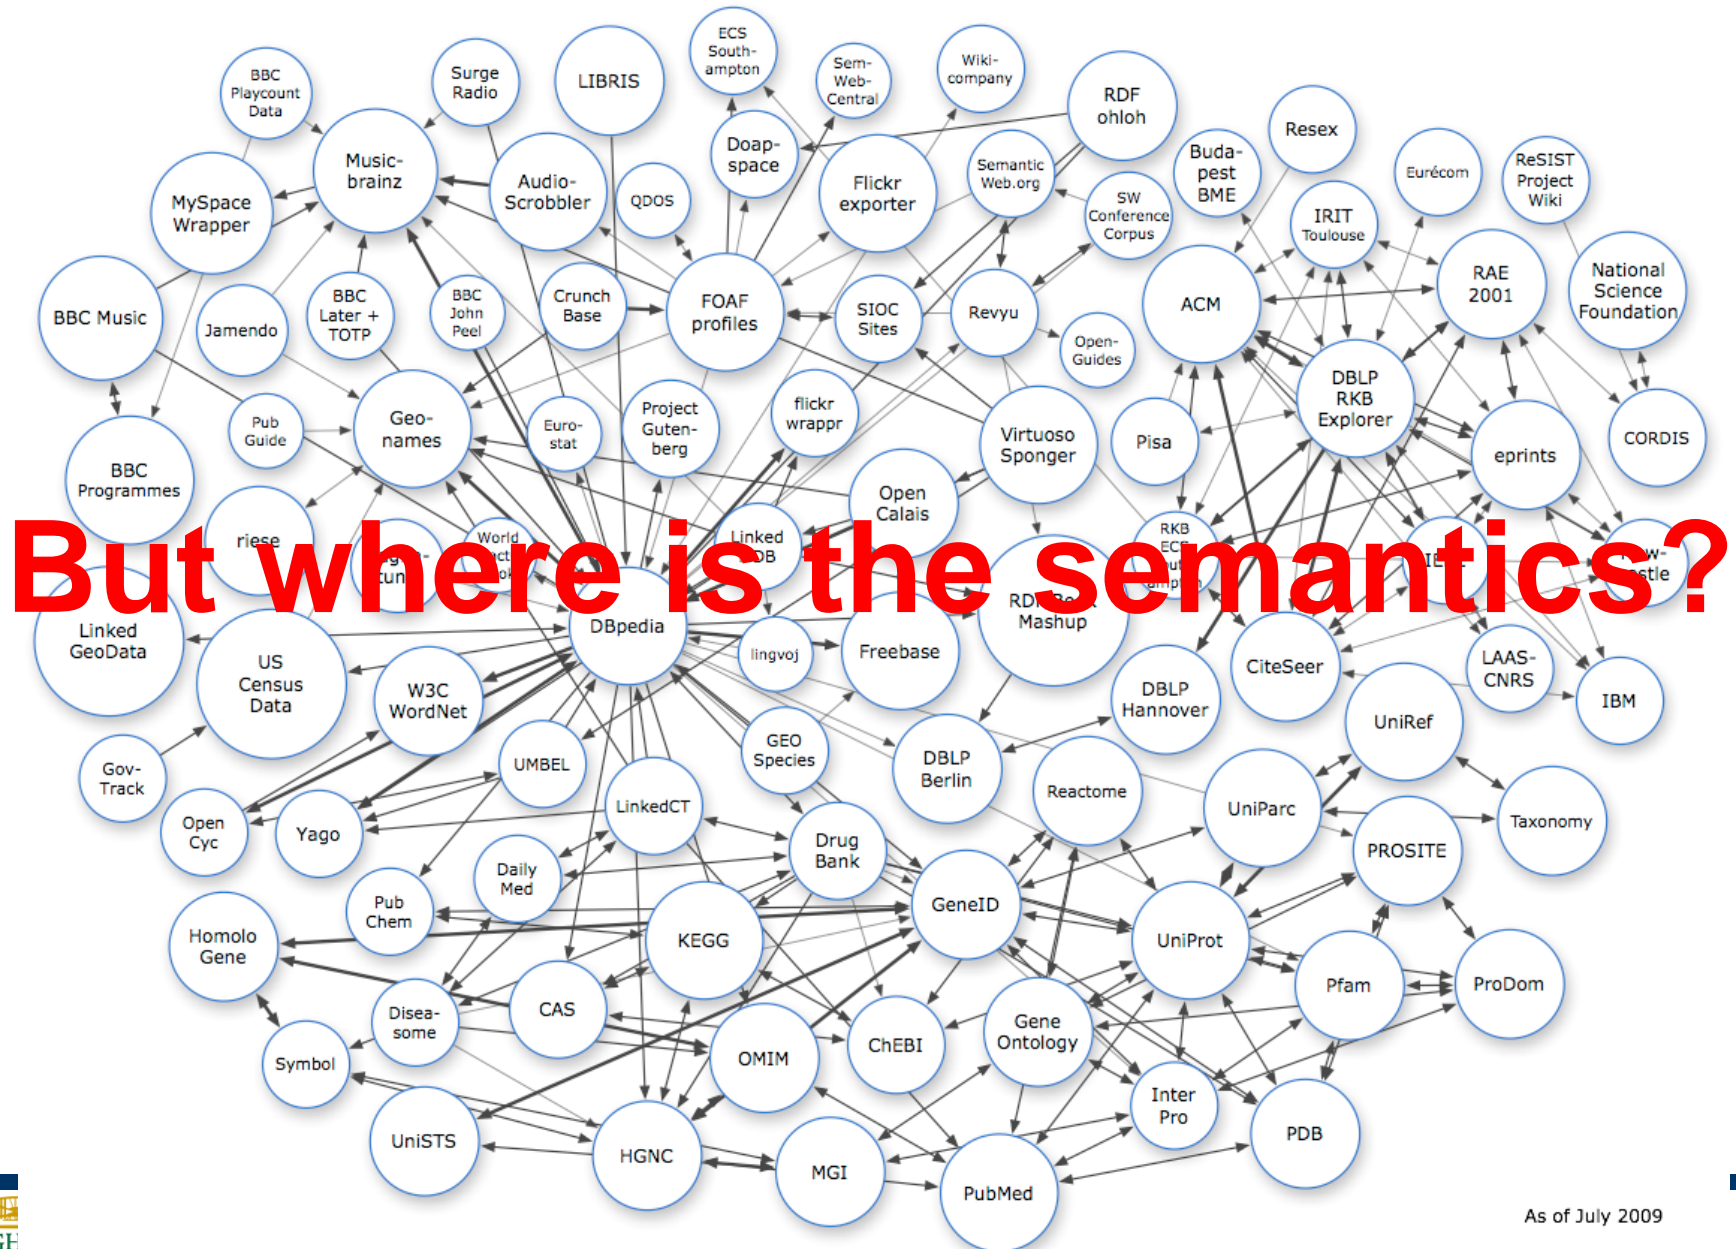 ECS
South-
ampton
Sem-
Web-
Central
Wiki-
company
BBC
Playcount
Data
Surge
Radio
LIBRIS
RDF
ohloh
Resex
Doap-
space
Music-
brainz
MySpace
Wrapper
Audio-
Scrobbler
QDOS
Flickr
exporter
Semantic
Web.org
SW
Conference
Corpus
Buda-
pest
BME
Eurécom
ReSIST
Project
Wiki
IRIT
Toulouse
RAE
2001
National
Science
Foundation
ACM
BBC Music
Jamendo
BBC
Later +
TOTP
BBC
John
Peel
Crunch
Base
FOAF
profiles
SIOC
Sites
Revyu
Open-
Guides
DBLP
RKB
Explorer
Pub
Guide
Geo-
names
Euro-
stat
Project
Guten-
berg
flickr
wrappr
Virtuoso
Sponger
Pisa
eprints
CORDIS
BBC
Programmes
Open
Calais
riese
World
Linked
RKB
But where is the semantics?
Linked
GeoData
US
Census
Data
W3C
WordNet
DBpedia
lingvoj
Freebase
Mashup
DBLP
Hannover
CiteSeer
LAAS-
CNRS
IBM
UniRef
Gov-
Track
UMBEL
GEO
Species
DBLP
Berlin
Reactome
UniParc
Taxonomy
Open
Cyc
Yago
LinkedCT
Drug
Bank
PROSITE
Daily
Med
Pub
Chem
GeneID
Homolo
Gene
KEGG
UniProt
Pfam
ProDom
Disea-
some
CAS
ChEBI
Gene
Ontology
Symbol
OMIM
Inter
Pro
UniSTS
HGNC
MGI
PubMed
PDB
As of July 2009